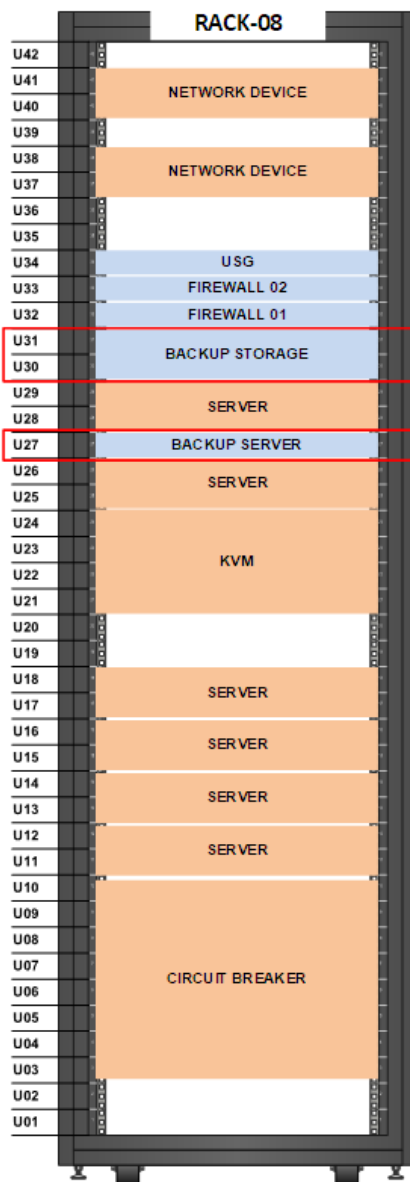 RACK-08
U42
U41
NETWORK DEVICE
U40
U39
U38
NETWORK DEVICE
U37
U36
U35
U34 USG
U33 FIREWALL 02
U32 FIREWALL 01
U31
BACKUP STORAGE
U30
U29
SERVER
U28
U27 BACKUP SERVER
U26
SERVER
U25
U24
U23
KVM
U22
U21
U20
U19
U18
SERVER
U17
U16
SERVER
U15
U14
SERVER
U13
U12
SERVER
U11
U10
U09
U08
U07
CIRCUIT BREAKER
U06
U05
U04
U03
U02
U01